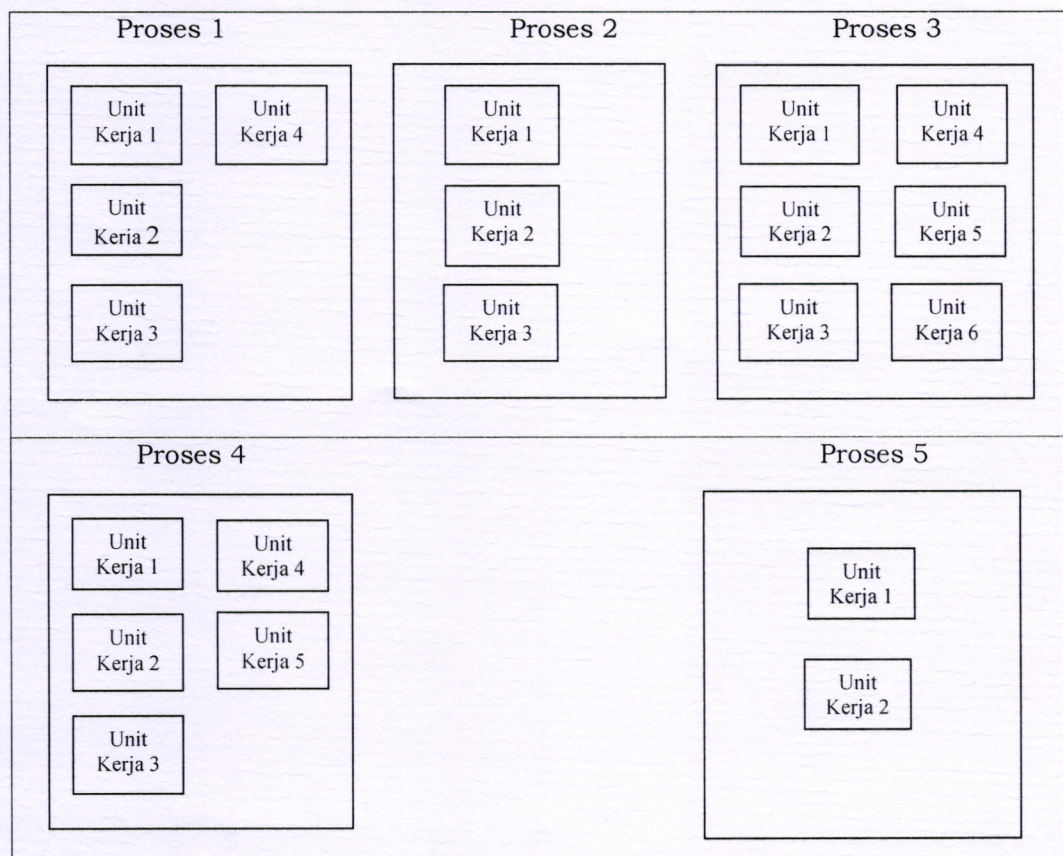 Proses 1
Unit
Kerja 1
Unit
Kerja 4
Unit
Keria 2
Unit
Kerja 3
Proses 2
Unit
Kerja 1
Unit
Kerja 2
Unit
Kerja 3
Proses 3
Unit
Kerja 1
Unit
Kerja 4
Unit
Kerja 2
Unit
Kerja 5
Unit
Kerja 3
Unit
Kerja 6
Proses 4
Unit
Kerja 1
Unit
Kerja 4
Unit
Kerja 2
Unit
Kerja 5
Unit
Kerja 3
Proses 5
Unit
Kerja 1
Unit
Kerja 2